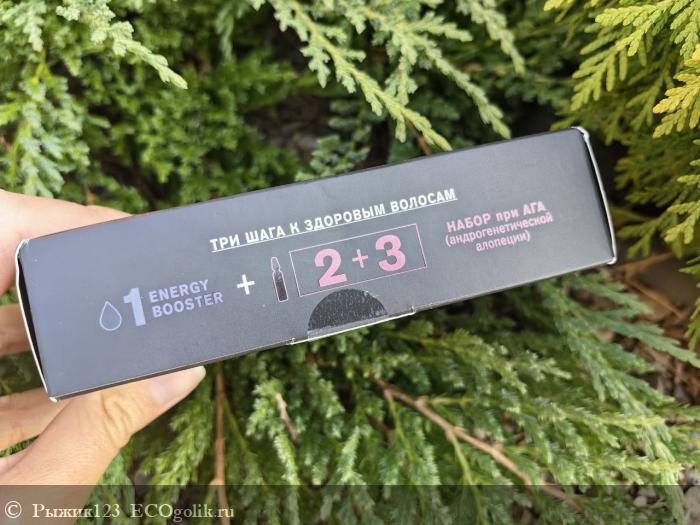 ТРИ ШАГА К ЗДОРОВЫМ ВОЛОСАМ
1 ENERGY
BOOSTER
+
2+3
НАБОР при АГА
(андрогенетической
алопеции)
© Рыжик123 ECOgolik.ru